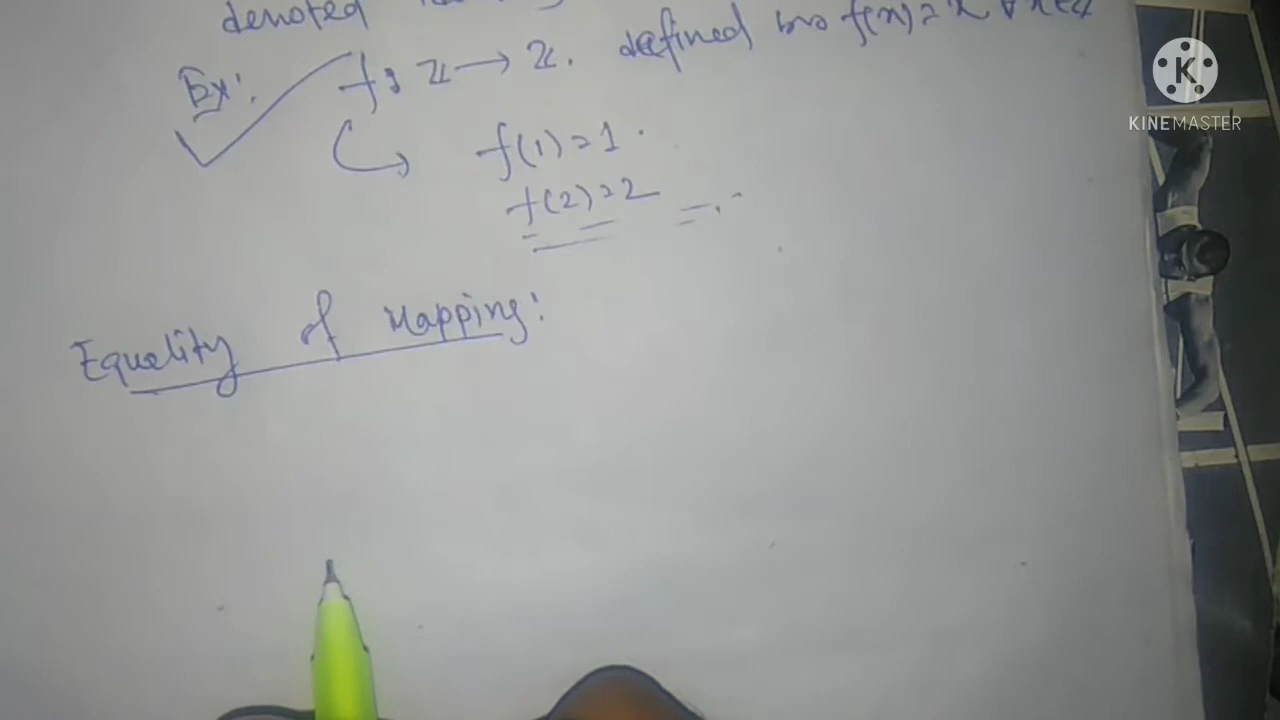 denoted
Ex: f: ℤ → ℤ. defined by f(x) = x ∀ x ∈ ℤ
f(1) = 1.
f(2) = 2
Equality of Mapping:
K
KINEMASTER